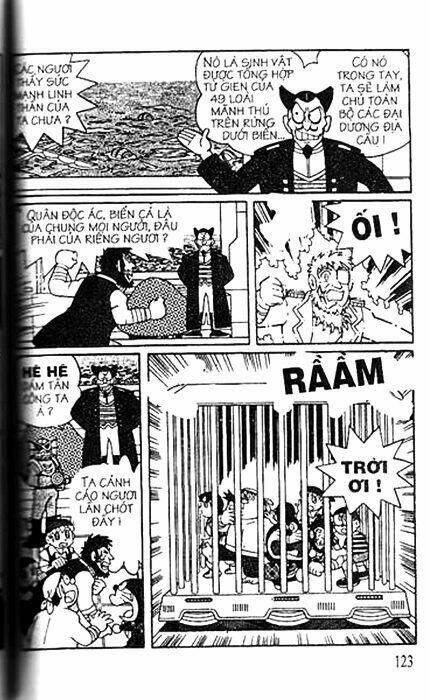 CÁC NGƯƠI
THẤY SỨC
MẠNH LINH
THẦN CỦA
TA CHƯA ?
NÓ LÀ SINH VẬT
ĐƯỢC TỔNG HỢP
TỪ GIEN CỦA
49 LOÀI
MÃNH THÚ
TRÊN RỪNG
DƯỚI BIỂN...
CÓ NÓ
TRONG TAY,
TA SẼ LÀM
CHỦ TOÀN
BỘ CÁC ĐẠI
DƯƠNG ĐỊA
CẦU !
QUÂN ĐỘC ÁC, BIỂN CẢ LÀ
CỦA CHUNG MỌI NGƯỜI, ĐÂU
PHẢI CỦA RIÊNG NGƯƠI ?
ỐI !
HÊ HÊ
DÁM TẤN
CÔNG TA
À ?
TA CẢNH
CÁO NGƯƠI
LẦN CHÓT
ĐẤY !
RẦẦM
TRỜI
ƠI !
123